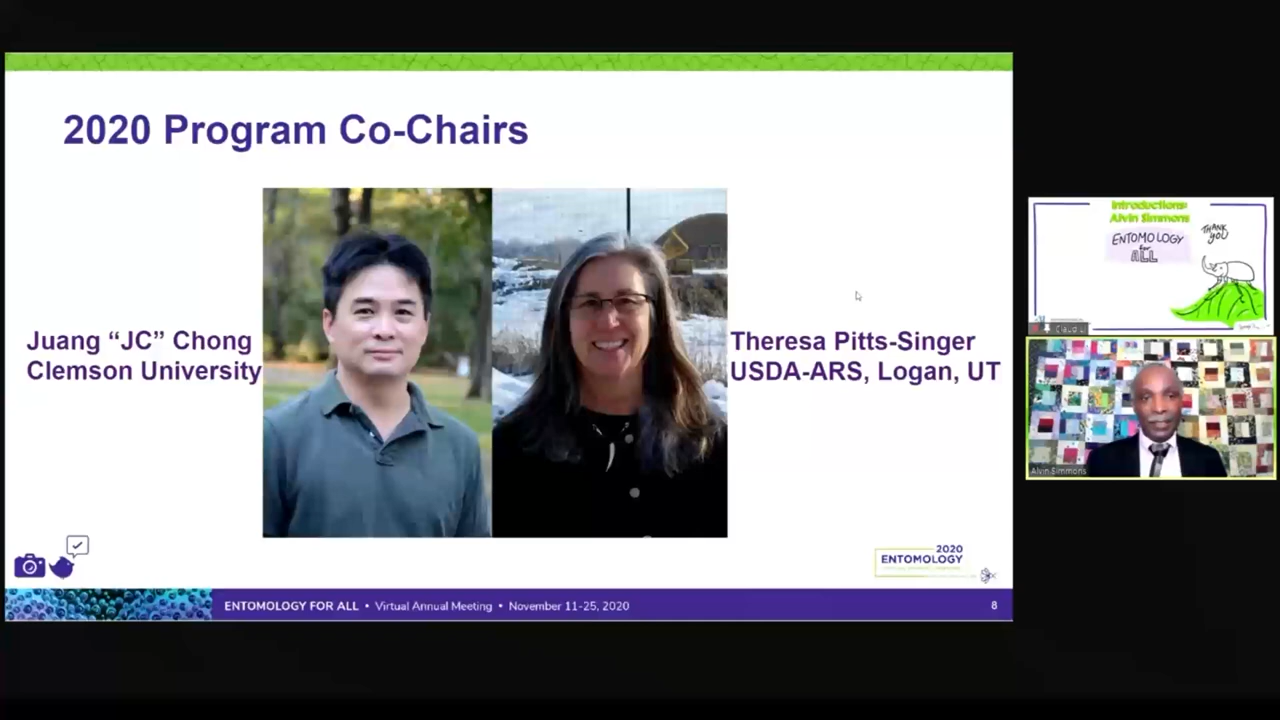 2020 Program Co-Chairs
Juang “JC” Chong
Clemson University
Theresa Pitts-Singer
USDA-ARS, Logan, UT
2020
ENTOMOLOGY
ENTOMOLOGY FOR ALL • Virtual Annual Meeting • November 11-25, 2020
8
Introductions:
Alvin Simmons
ENTOMOLOGY
for
ALL
THANK
YOU
Claud Li
Alvin Simmons